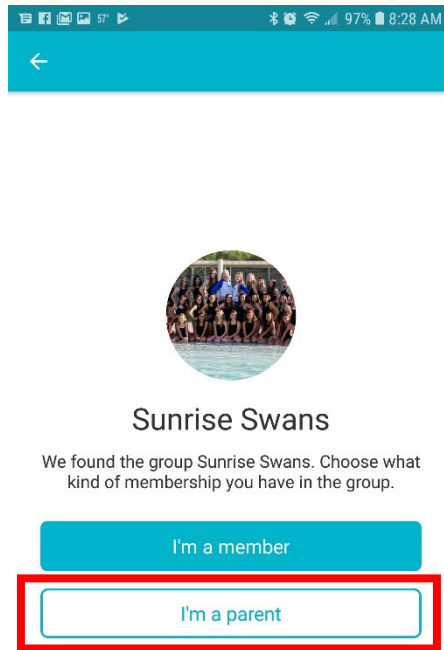 57° 97% 8:28 AM
Sunrise Swans
We found the group Sunrise Swans. Choose what
kind of membership you have in the group.
I'm a member
I'm a parent